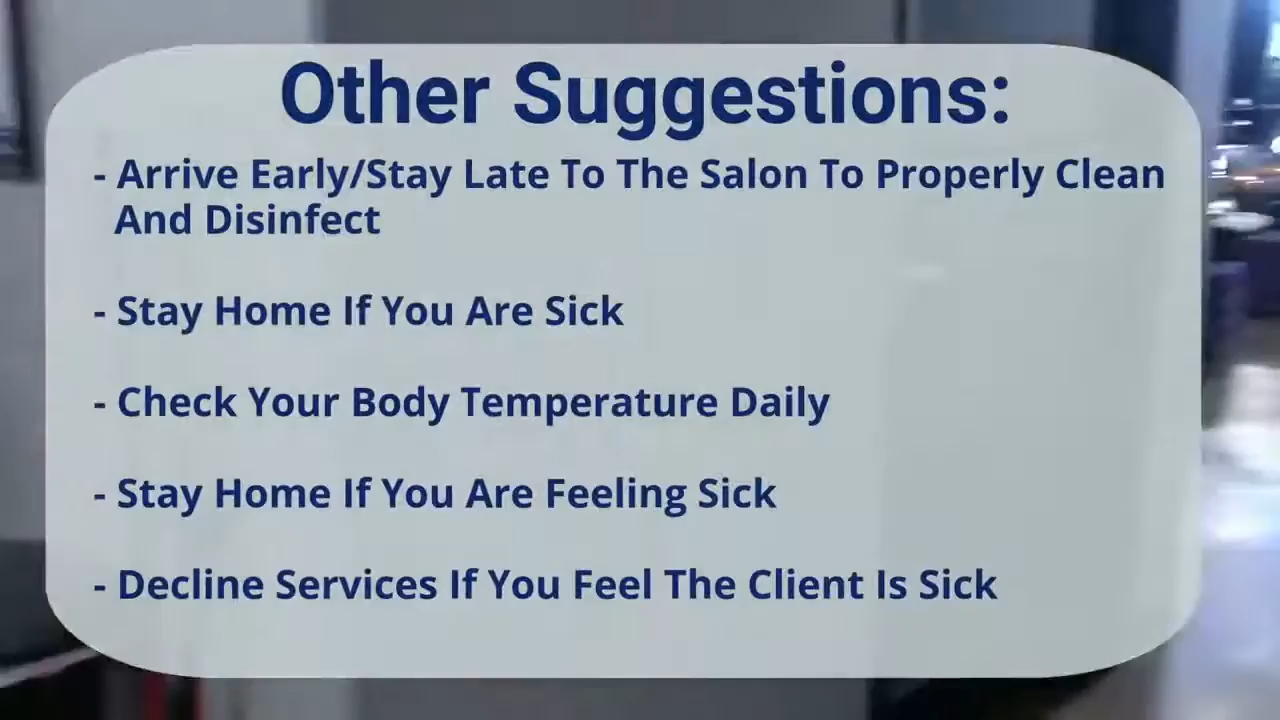 Other Suggestions:
- Arrive Early/Stay Late To The Salon To Properly Clean
And Disinfect
- Stay Home If You Are Sick
- Check Your Body Temperature Daily
- Stay Home If You Are Feeling Sick
- Decline Services If You Feel The Client Is Sick